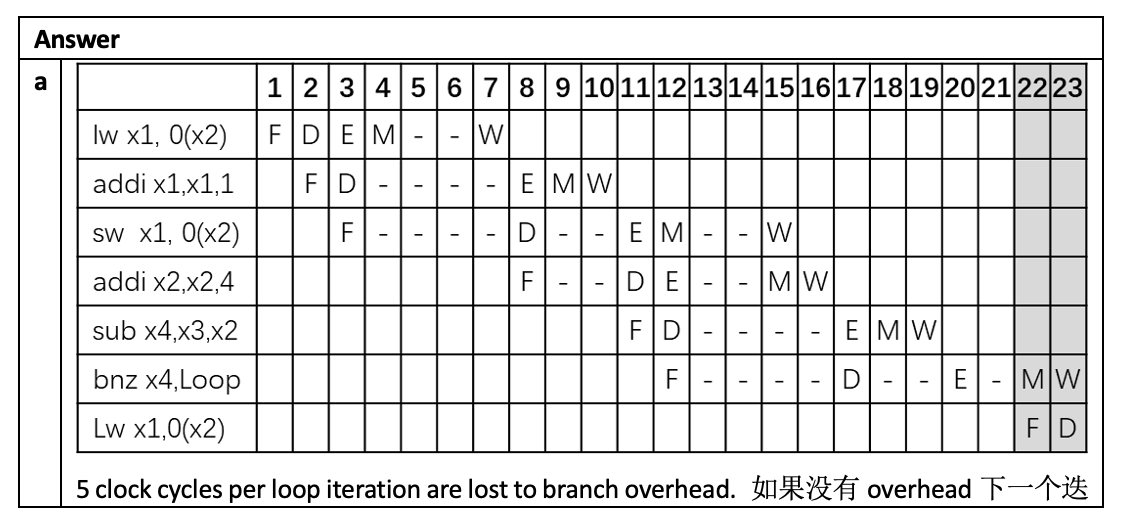 Answer
a
1 2 3 4 5 6 7 8 9 10 11 12 13 14 15 16 17 18 19 20 21 22 23
lw x1, 0(x2) F D E M - - W
addi x1,x1,1 F D - - - - E M W
sw x1, 0(x2) F - - - - D - - E M - - W
addi x2,x2,4 F - - D E - - M W
sub x4,x3,x2 F D - - - - E M W
bnz x4,Loop F - - - - D - - E - M W
Lw x1,0(x2) F D
5 clock cycles per loop iteration are lost to branch overhead. 如果没有 overhead 下一个迭